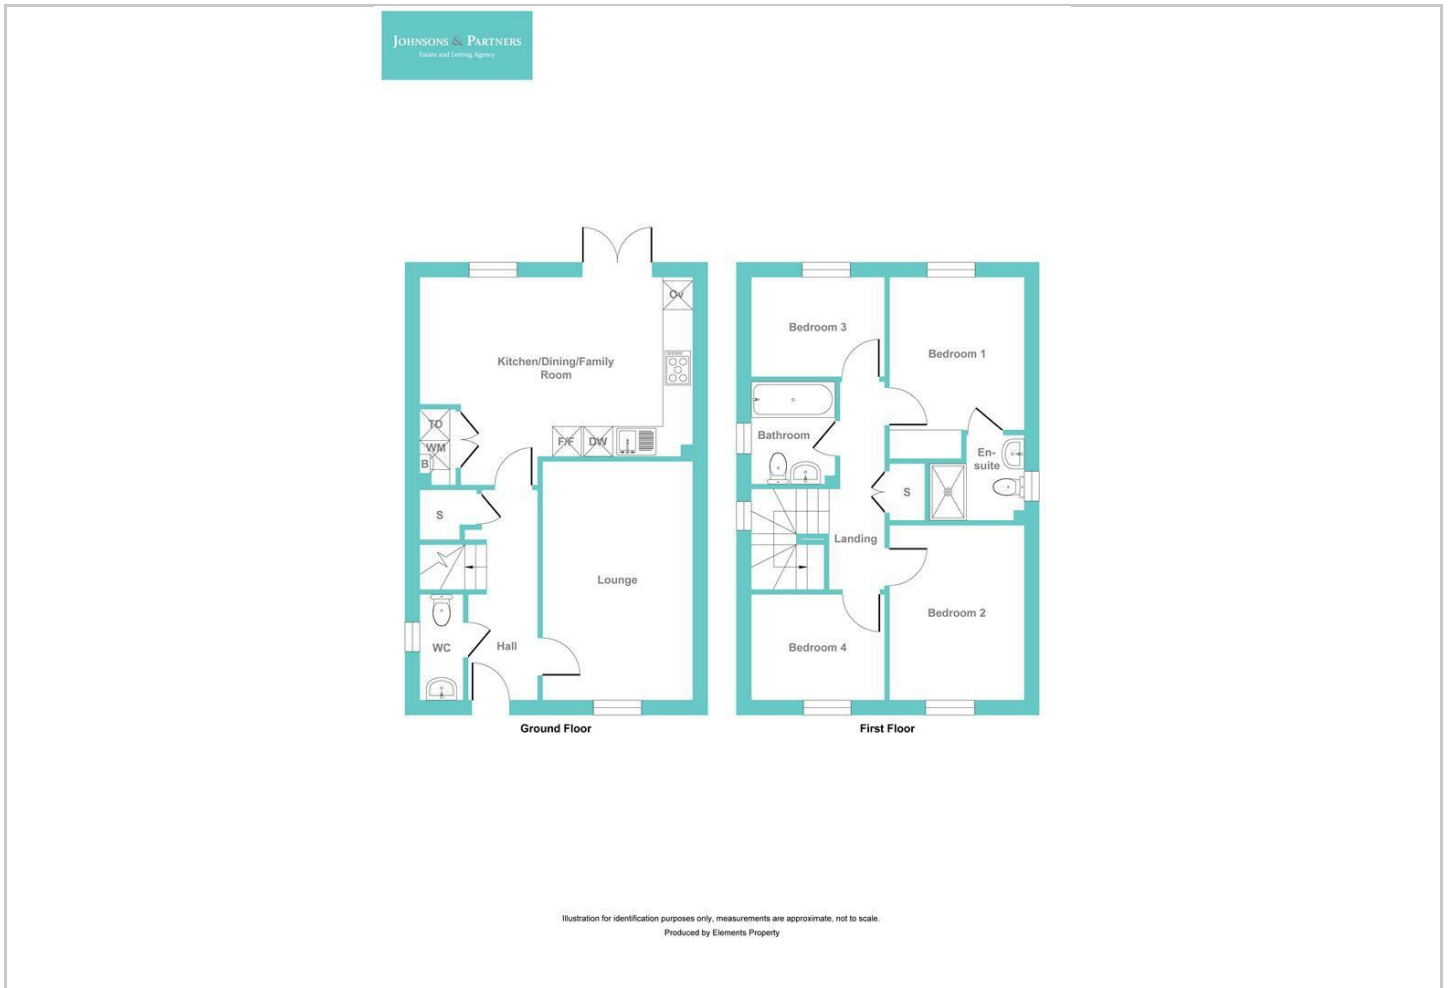 JOHNSONS & PARTNERS
Estate and Letting Agency
Ov
Kitchen/Dining/Family
Room
TD
WM
B
F/F
DW
S
Lounge
WC
Hall
Ground Floor
Bedroom 3
Bedroom 1
Bathroom
En-
suite
S
Landing
Bedroom 2
Bedroom 4
First Floor
Illustration for identification purposes only, measurements are approximate, not to scale.
Produced by Elements Property